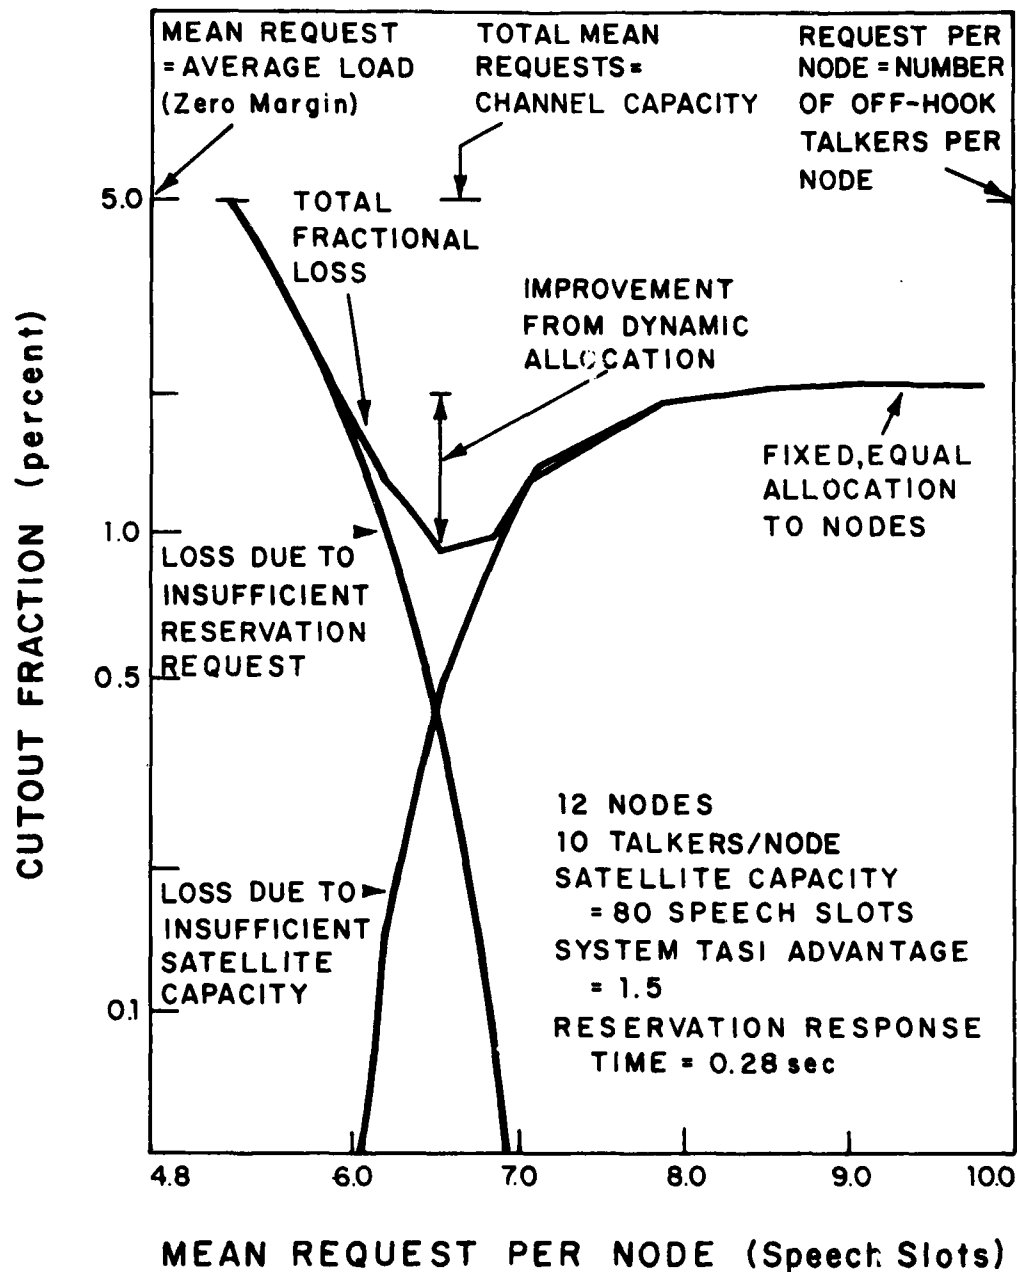 MEAN REQUEST
= AVERAGE LOAD
(Zero Margin)
TOTAL MEAN
REQUESTS =
CHANNEL CAPACITY
REQUEST PER
NODE = NUMBER
OF OFF-HOOK
TALKERS PER
NODE
TOTAL
FRACTIONAL
LOSS
IMPROVEMENT
FROM DYNAMIC
ALLOCATION
FIXED, EQUAL
ALLOCATION
TO NODES
LOSS DUE TO
INSUFFICIENT
RESERVATION
REQUEST
LOSS DUE TO
INSUFFICIENT
SATELLITE
CAPACITY
12 NODES
10 TALKERS/NODE
SATELLITE CAPACITY
= 80 SPEECH SLOTS
SYSTEM TASI ADVANTAGE
= 1.5
RESERVATION RESPONSE
TIME = 0.28 sec
CUTOUT FRACTION (percent)
5.0
1.0
0.5
0.1
4.8 6.0 7.0 8.0 9.0 10.0
MEAN REQUEST PER NODE (Speech Slots)